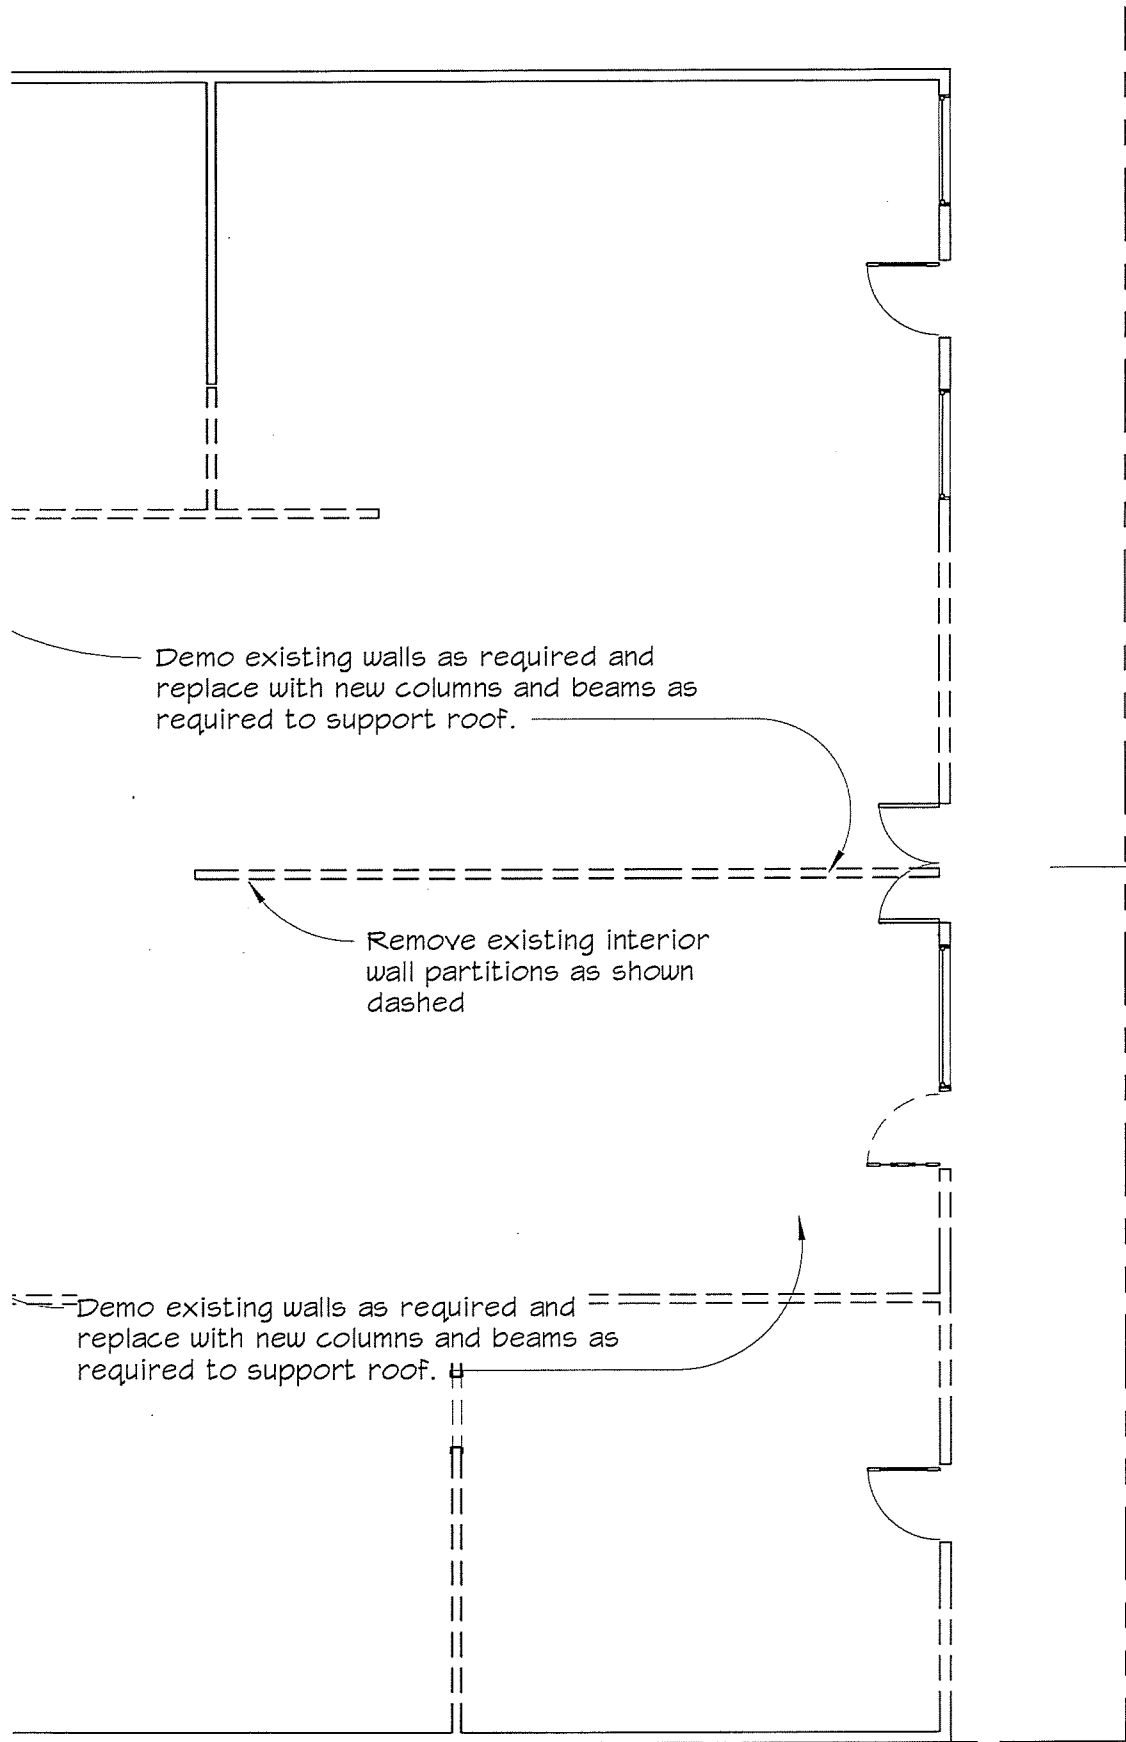 Demo existing walls as required and
replace with new columns and beams as
required to support roof.
Remove existing interior
wall partitions as shown
dashed
Demo existing walls as required and
replace with new columns and beams as
required to support roof.